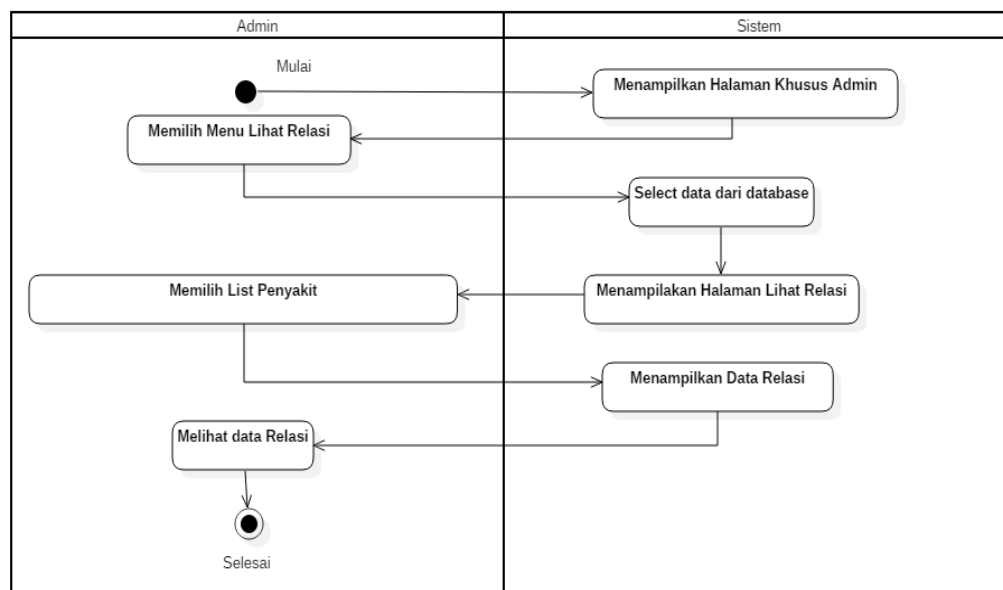 Admin
Sistem
Mulai
Menampilkan Halaman Khusus Admin
Memilih Menu Lihat Relasi
Select data dari database
Memilih List Penyakit
Menampilakan Halaman Lihat Relasi
Menampilkan Data Relasi
Melihat data Relasi
Selesai